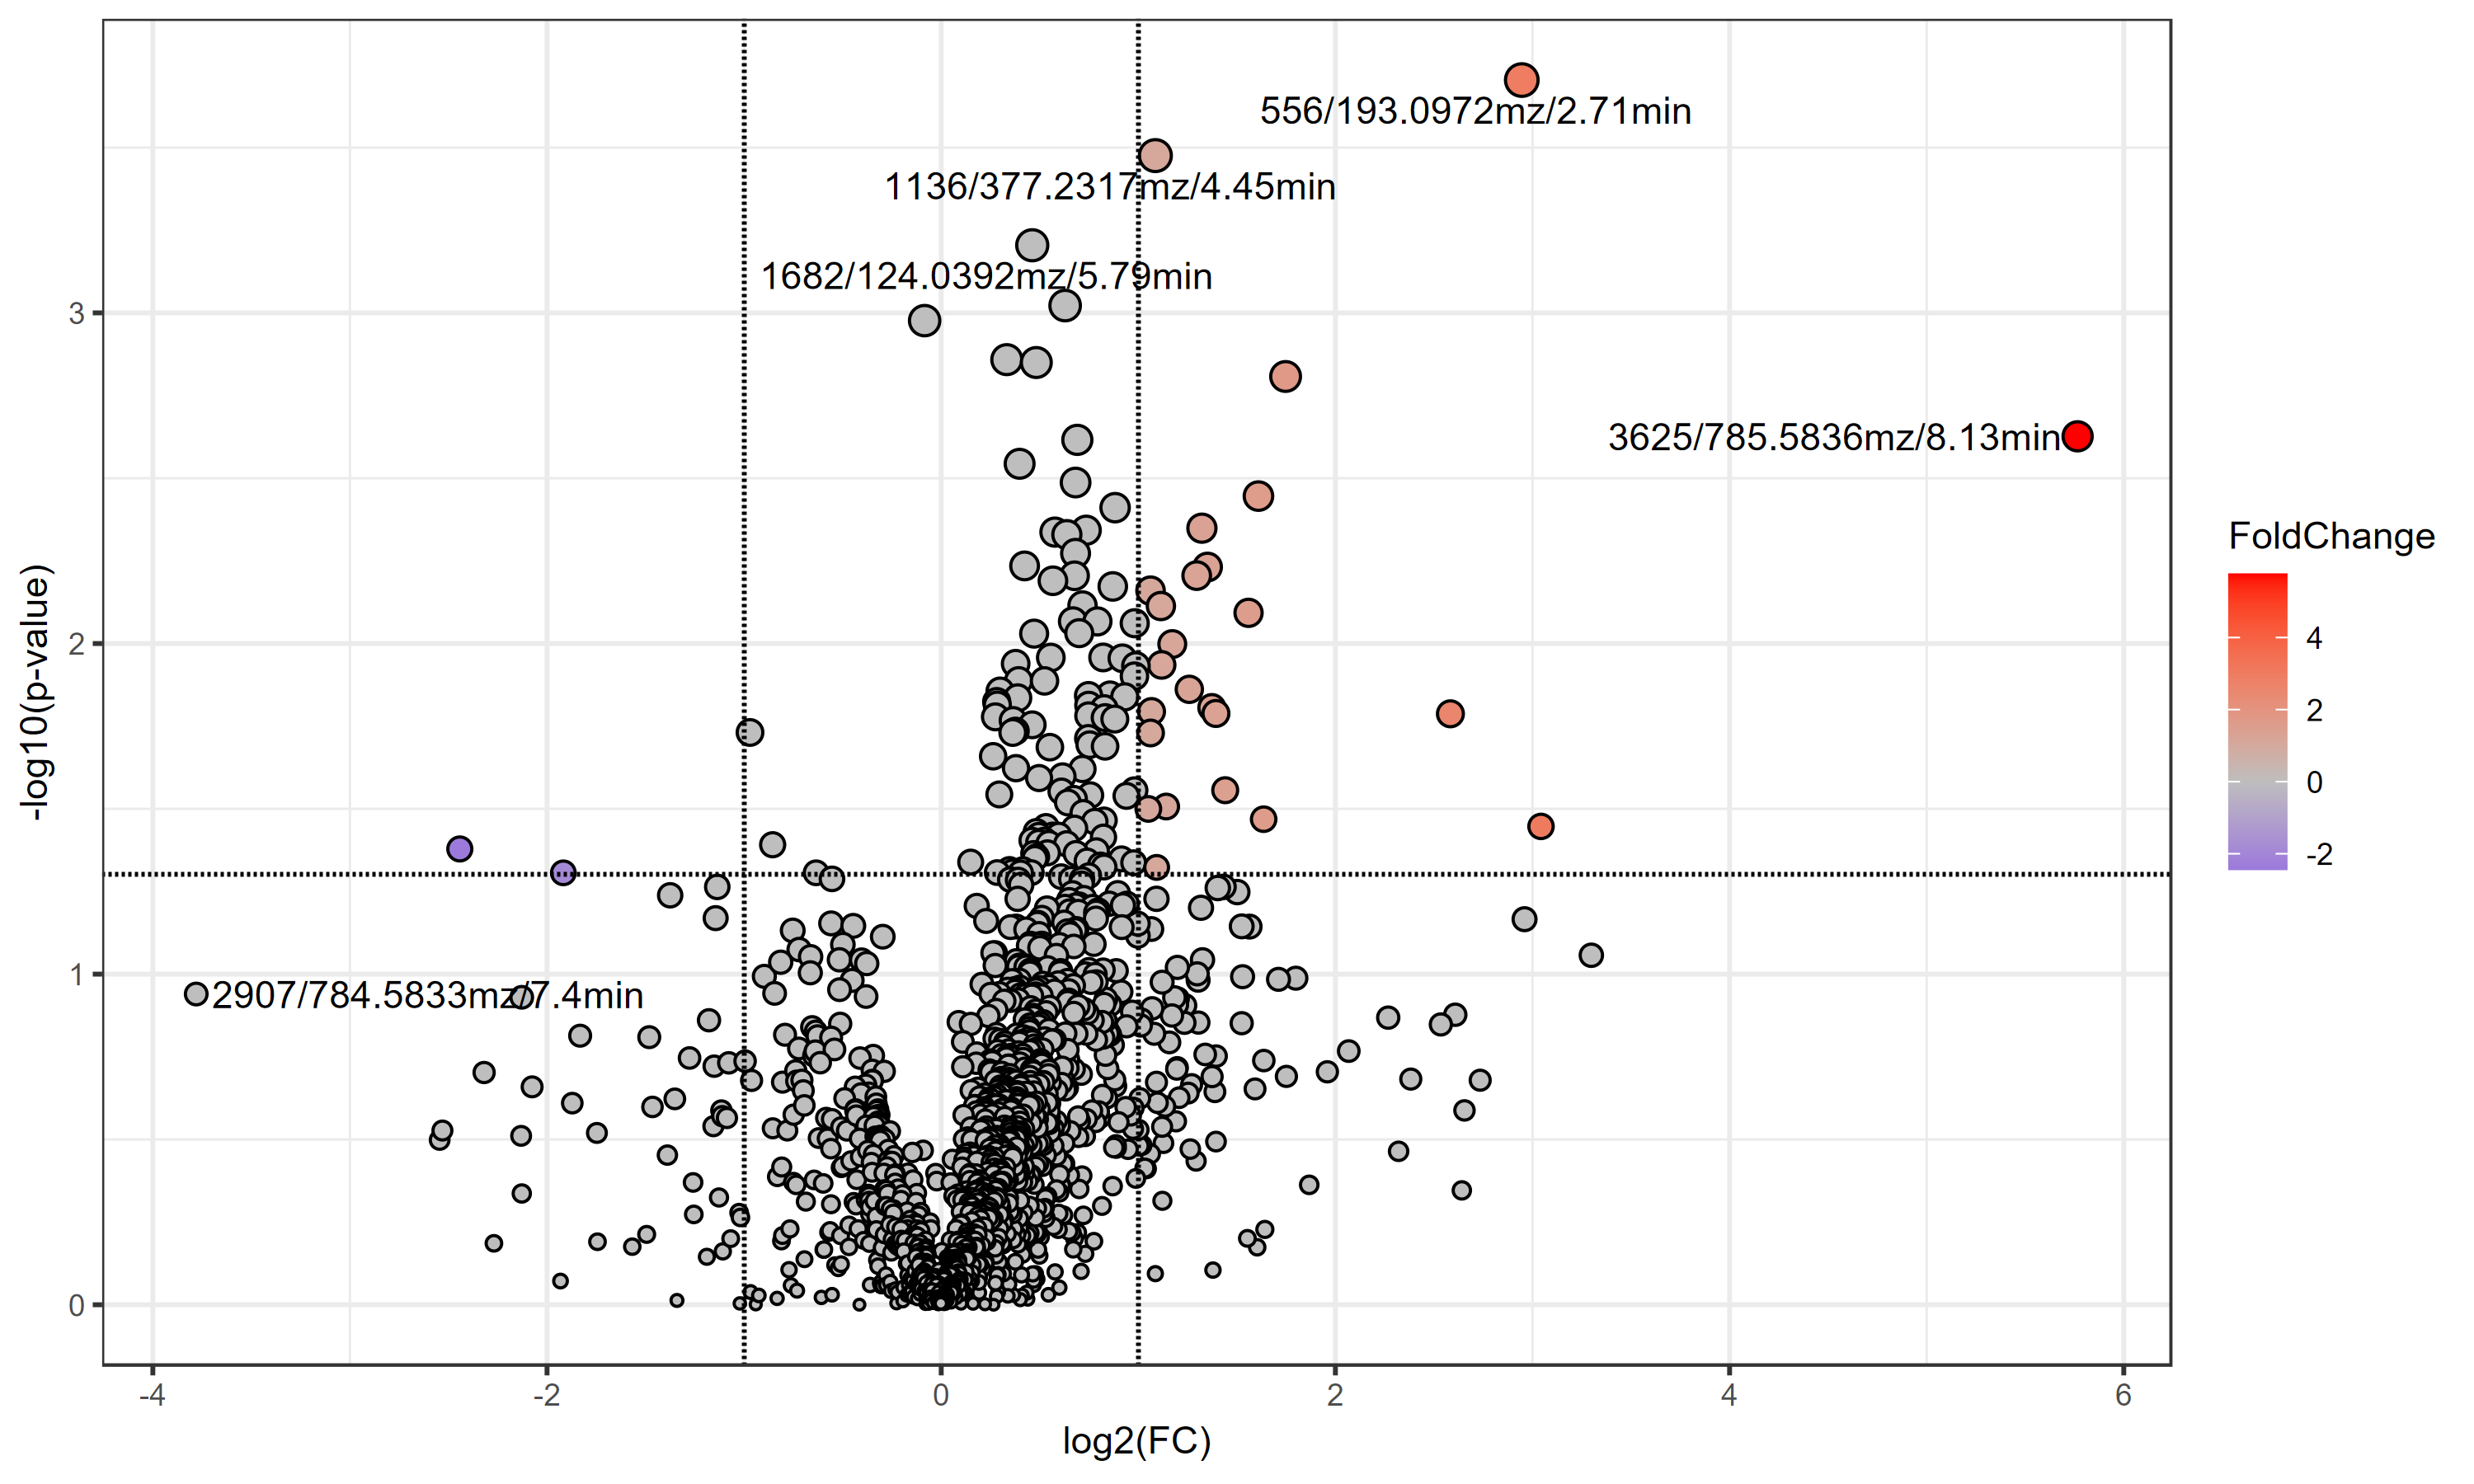 556/193.0972mz/2.71min
1136/377.2317mz/4.45min
1682/124.0392mz/5.79min
3625/785.5836mz/8.13min
2907/784.5833mz/7.4min
3
2
1
0
-log10(p-value)
-4
-2
0
2
4
6
log2(FC)
FoldChange
4
2
0
-2